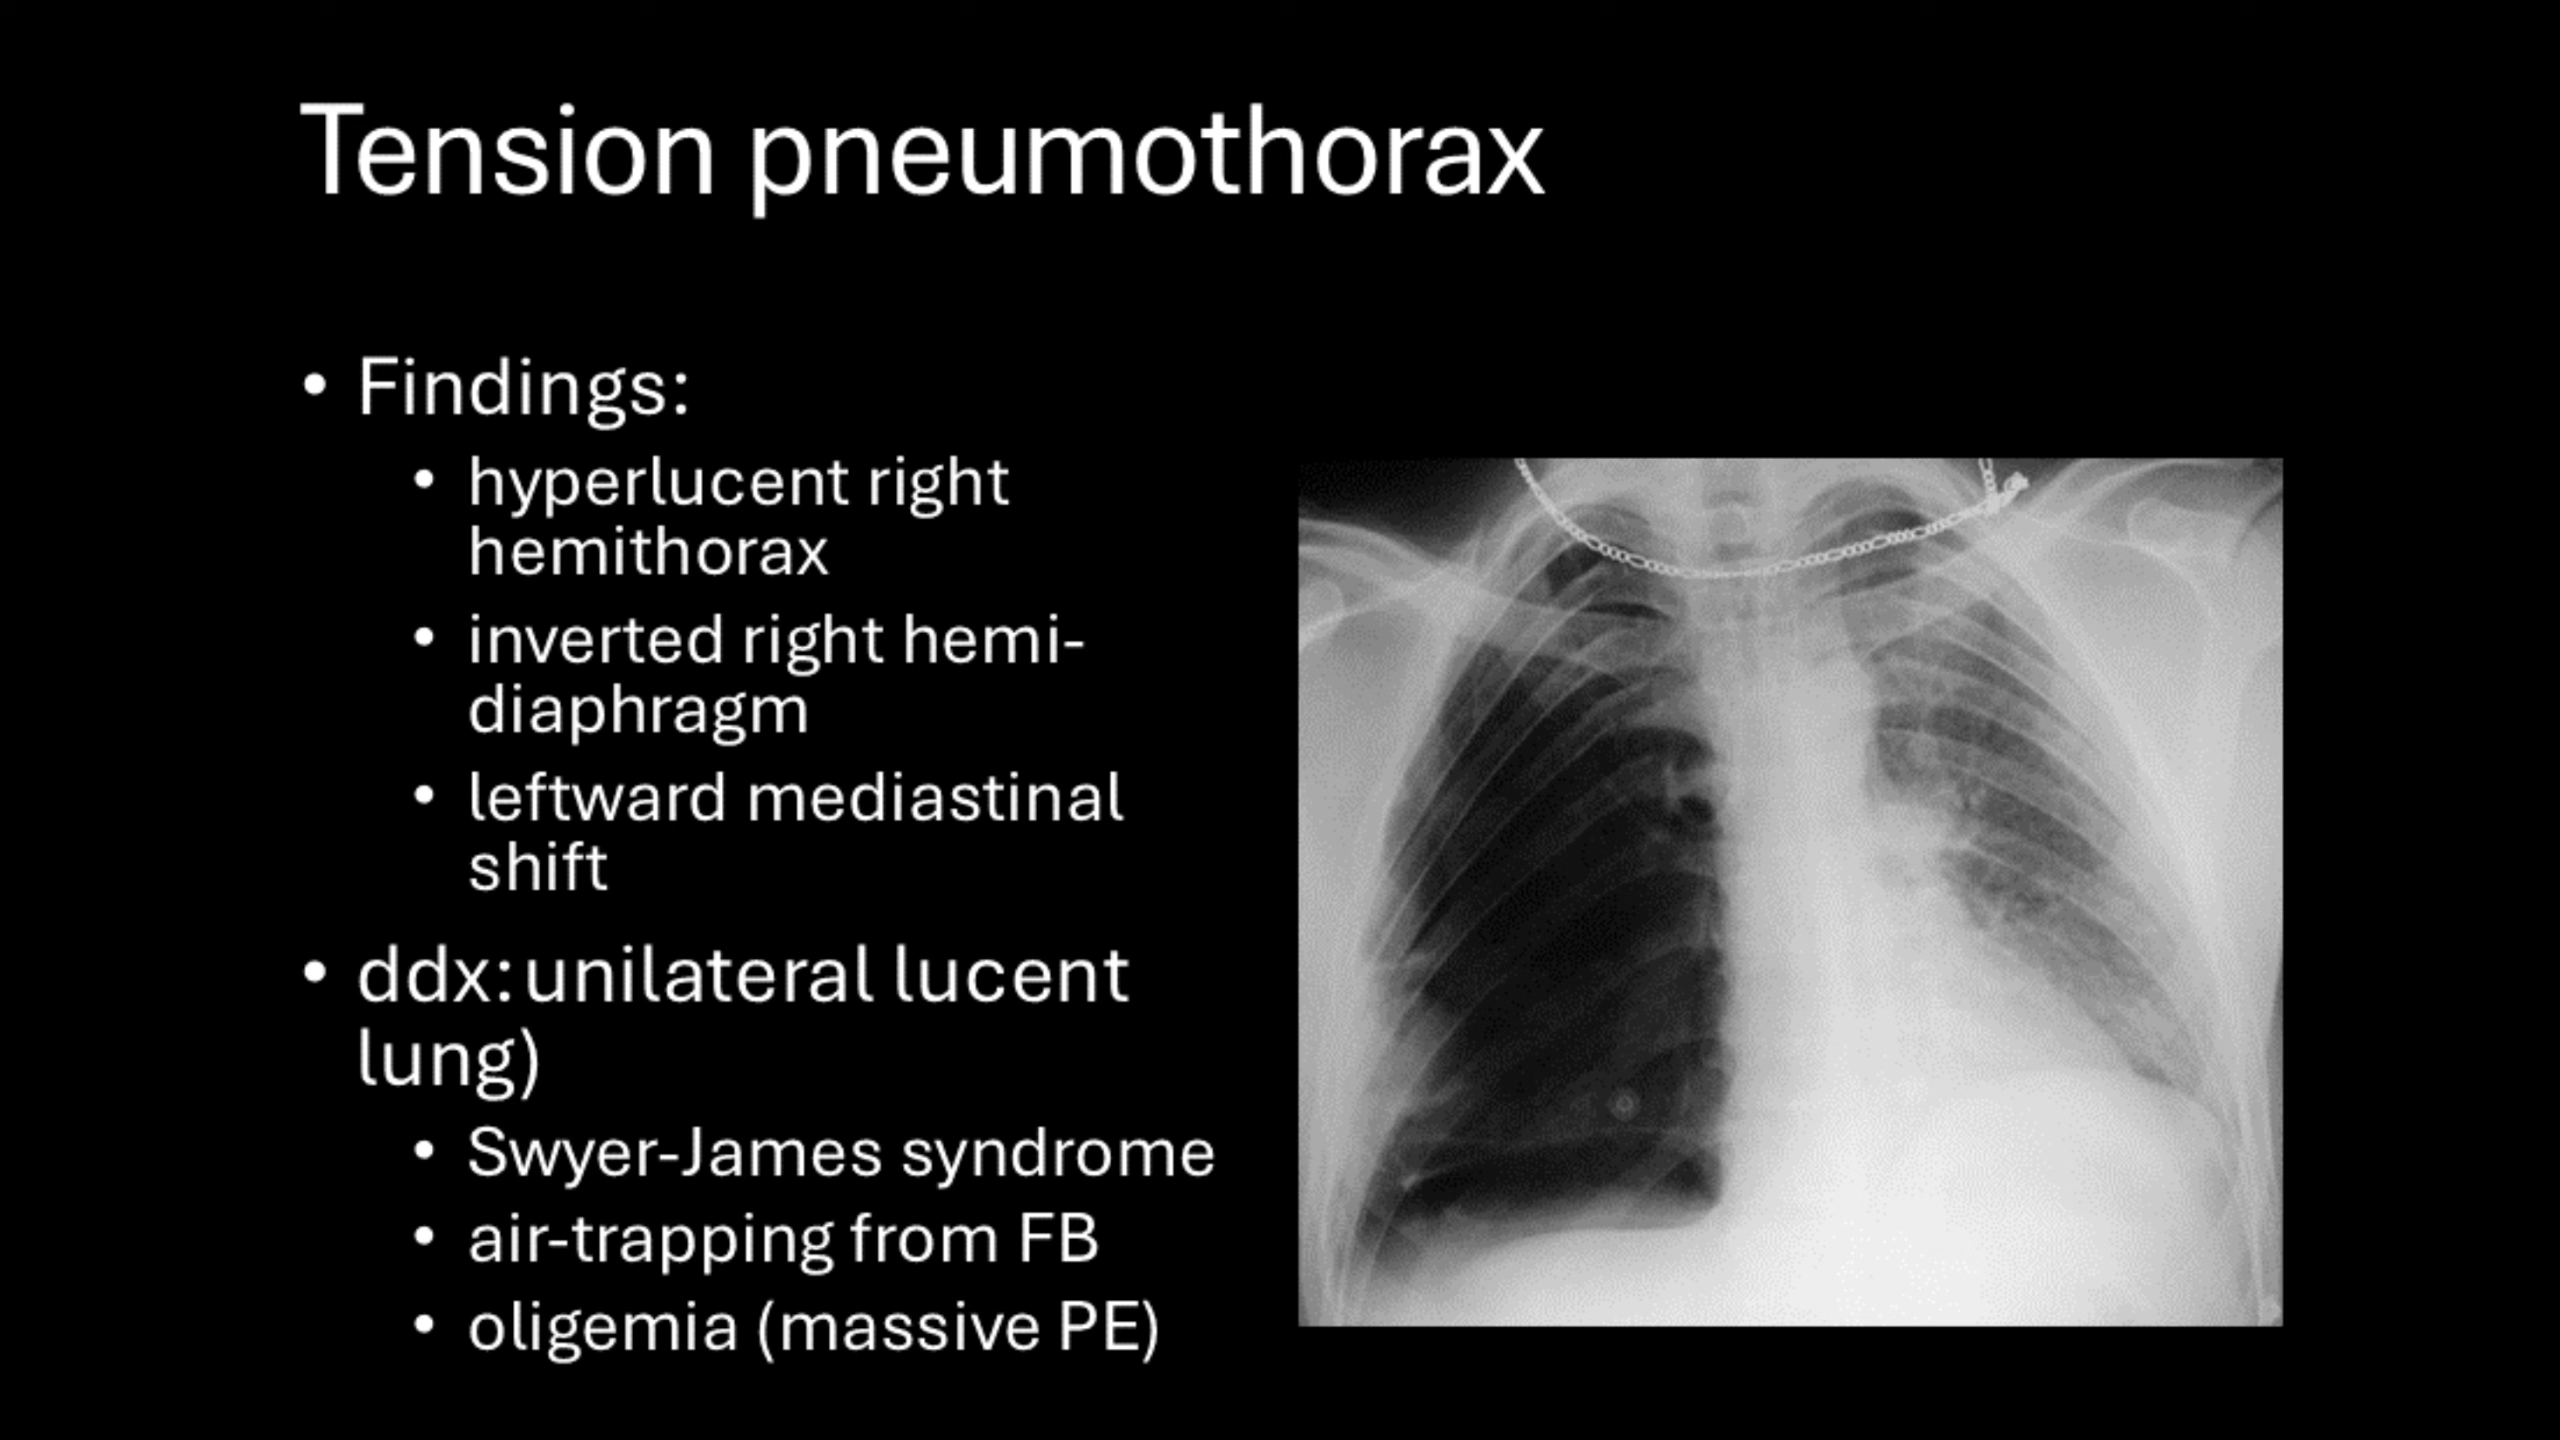 Tension pneumothorax
• Findings:
• hyperlucent right
hemithorax
• inverted right hemi-
diaphragm
• leftward mediastinal
shift
• ddx: unilateral lucent
lung)
• Swyer-James syndrome
• air-trapping from FB
• oligemia (massive PE)